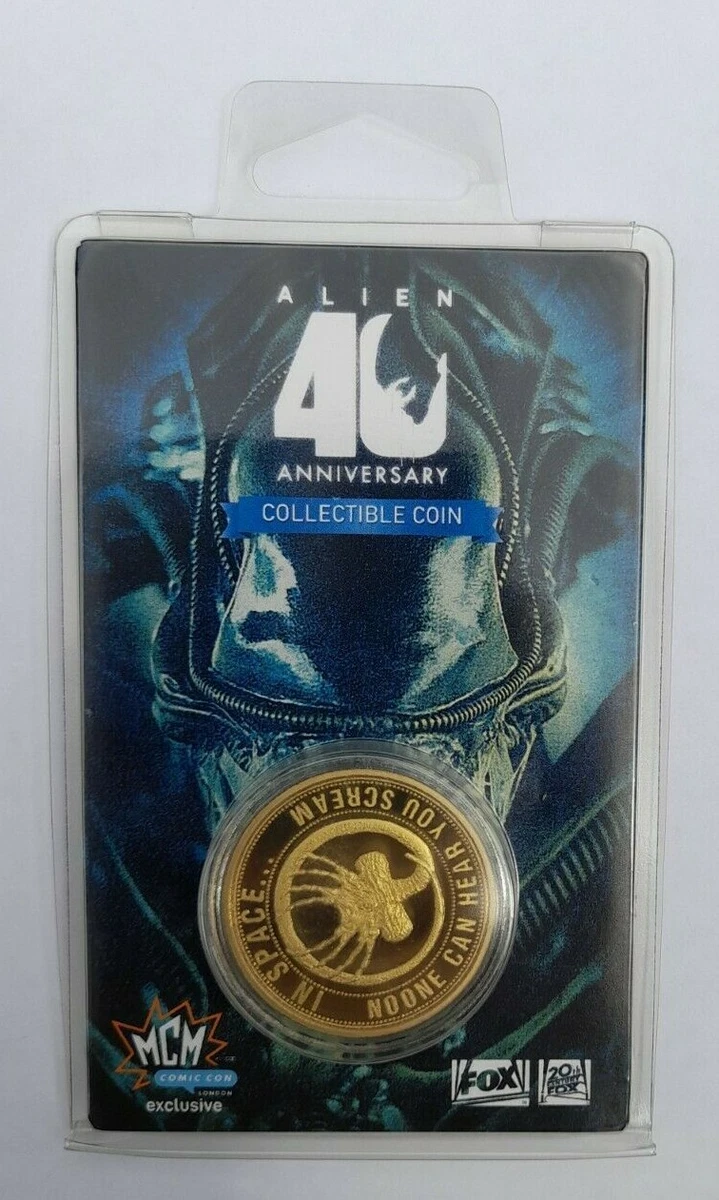 ALIEN
40
ANNIVERSARY
COLLECTIBLE COIN
IN SPACE...
NOONE CAN HEAR YOU SCREAM
MCM
COMIC CON
LONDON
exclusive
FOX
20th
CENTURY
FOX